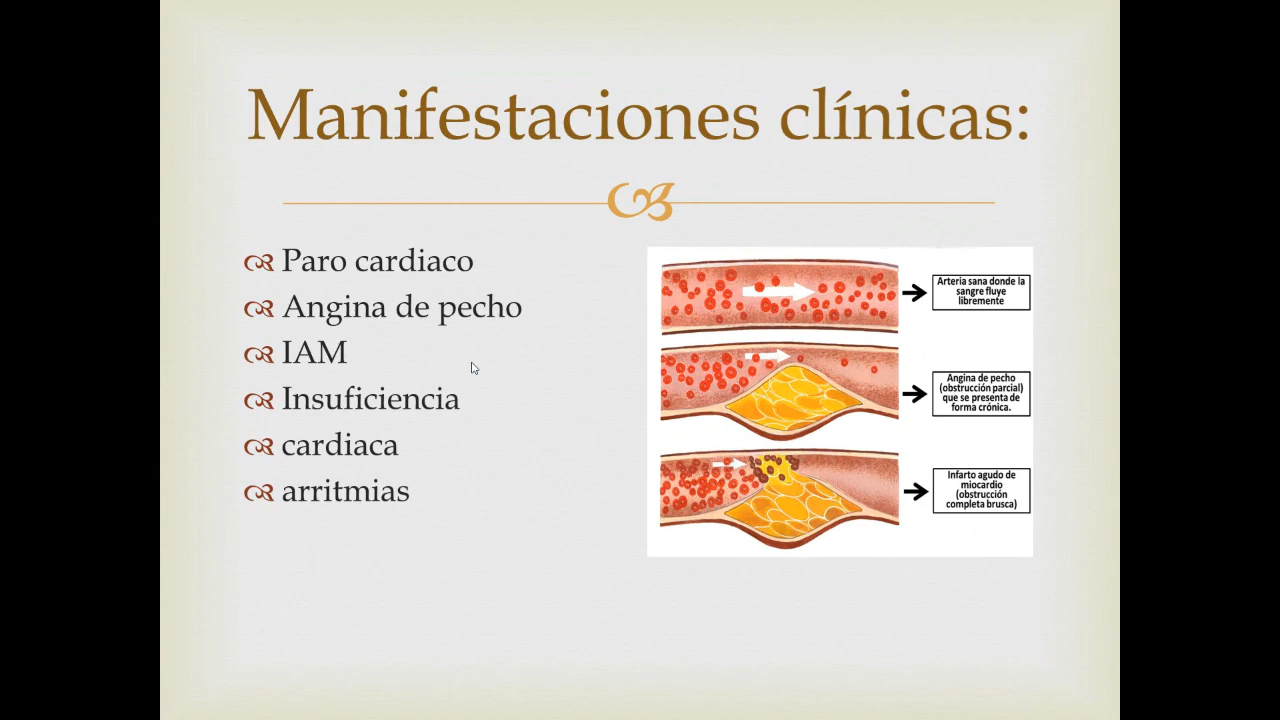 Manifestaciones clínicas:
Paro cardiaco
Angina de pecho
IAM
Insuficiencia
cardiaca
arritmias
Arteria sana donde la
sangre fluye
libremente
Angina de pecho
(obstrucción parcial)
que se presenta de
forma crónica.
Infarto agudo de
miocardio
(obstrucción
completa brusca)